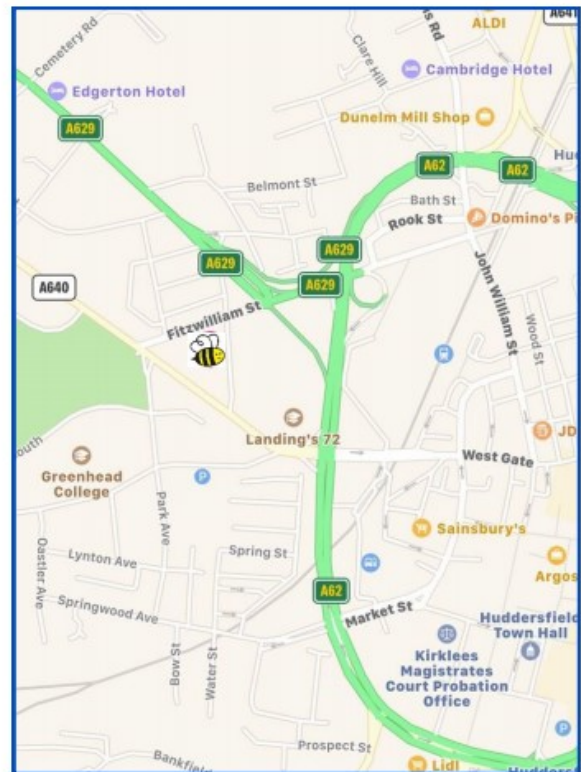 ALDI
Cemetery Rd
Clare Hill
Cambridge Hotel
Edgerton Hotel
Dunelm Mill Shop
A629
A62
A62
Belmont St
Bath St
Rook St
Domino's
A629
A629
A629
A640
Fitzwilliam St
John William St
Wood St
Landing's 72
JD
West Gate
Greenhead
College
Park Ave
Sainsbury's
Oastler Ave
Lynton Ave
Spring St
Argos
A62
Springwood Ave
Market St
Huddersfield
Town Hall
Bow St
Water St
Kirklees
Magistrates
Court Probation
Office
Prospect St
Bankfield
Lidl